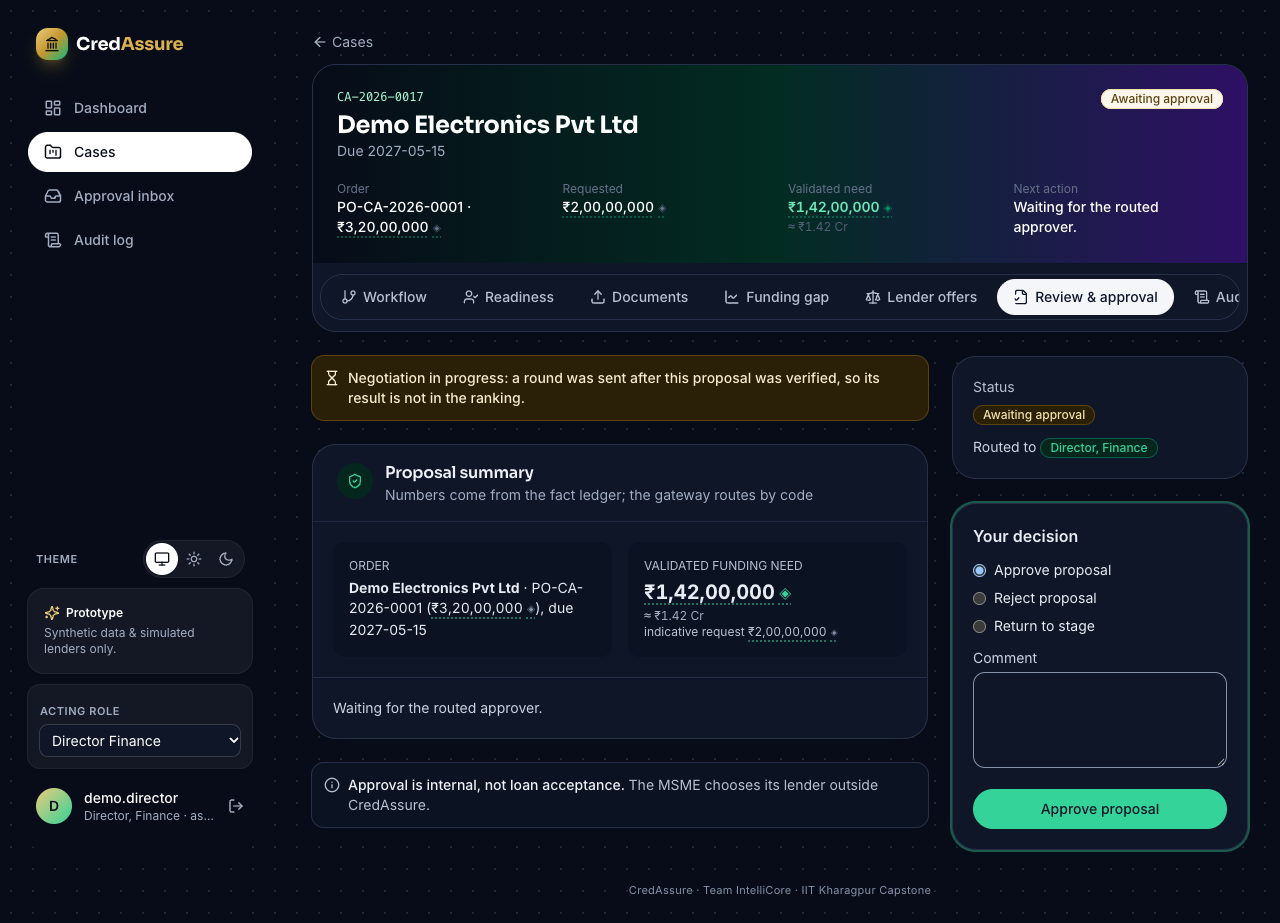 CredAssure
Dashboard
Cases
Approval inbox
Audit log
THEME
Prototype
Synthetic data & simulated
lenders only.
ACTING ROLE
Director Finance
D
demo.director
Director, Finance · as...
← Cases
CA-2026-0017
Awaiting approval
Demo Electronics Pvt Ltd
Due 2027-05-15
Order
PO-CA-2026-0001 ·
₹3,20,00,000
Requested
₹2,00,00,000
Validated need
₹1,42,00,000
≈ ₹1.42 Cr
Next action
Waiting for the routed
approver.
Workflow
Readiness
Documents
Funding gap
Lender offers
Review & approval
Auc
Negotiation in progress: a round was sent after this proposal was verified, so its
result is not in the ranking.
Proposal summary
Numbers come from the fact ledger; the gateway routes by code
ORDER
Demo Electronics Pvt Ltd · PO-CA-
2026-0001 (₹3,20,00,000 ), due
2027-05-15
VALIDATED FUNDING NEED
₹1,42,00,000
≈ ₹1.42 Cr
indicative request ₹2,00,00,000
Waiting for the routed approver.
Approval is internal, not loan acceptance. The MSME chooses its lender outside
CredAssure.
Status
Awaiting approval
Routed to Director, Finance
Your decision
Approve proposal
Reject proposal
Return to stage
Comment
Approve proposal
CredAssure · Team IntelliCore · IIT Kharagpur Capstone